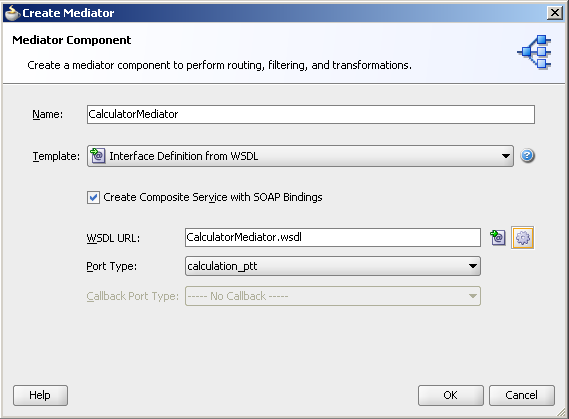 Create Mediator
Mediator Component
Create a mediator component to perform routing, filtering, and transformations.
Name: CalculatorMediator
Template: Interface Definition from WSDL
Create Composite Service with SOAP Bindings
WSDL URL: CalculatorMediator.wsdl
Port Type: calculation_ptt
Callback Port Type: ----- No Callback -----
Help OK Cancel